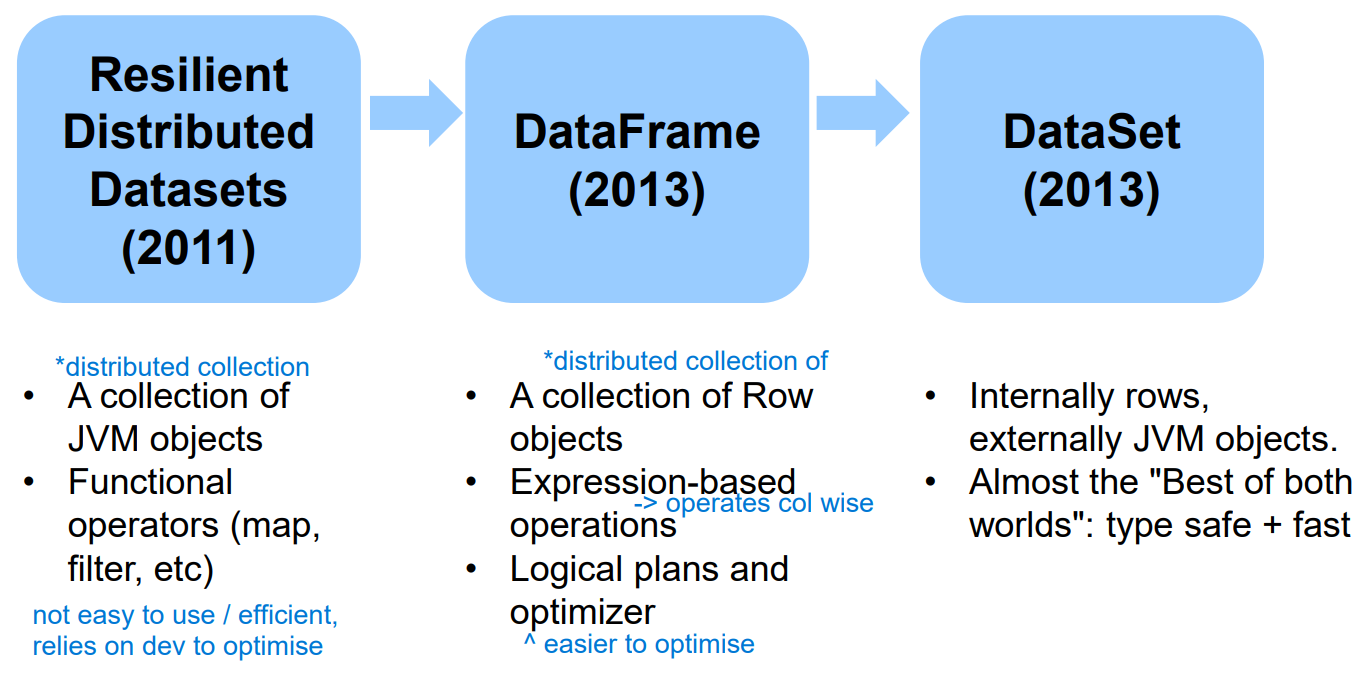 Resilient
Distributed
Datasets
(2011)
DataFrame
(2013)
DataSet
(2013)
*distributed collection
• A collection of
JVM objects
• Functional
operators (map,
filter, etc)
not easy to use / efficient,
relies on dev to optimise
*distributed collection of
• A collection of Row
objects
• Expression-based
-> operates col wise
operations
• Logical plans and
optimizer
^ easier to optimise
• Internally rows,
externally JVM objects.
• Almost the "Best of both
worlds": type safe + fast